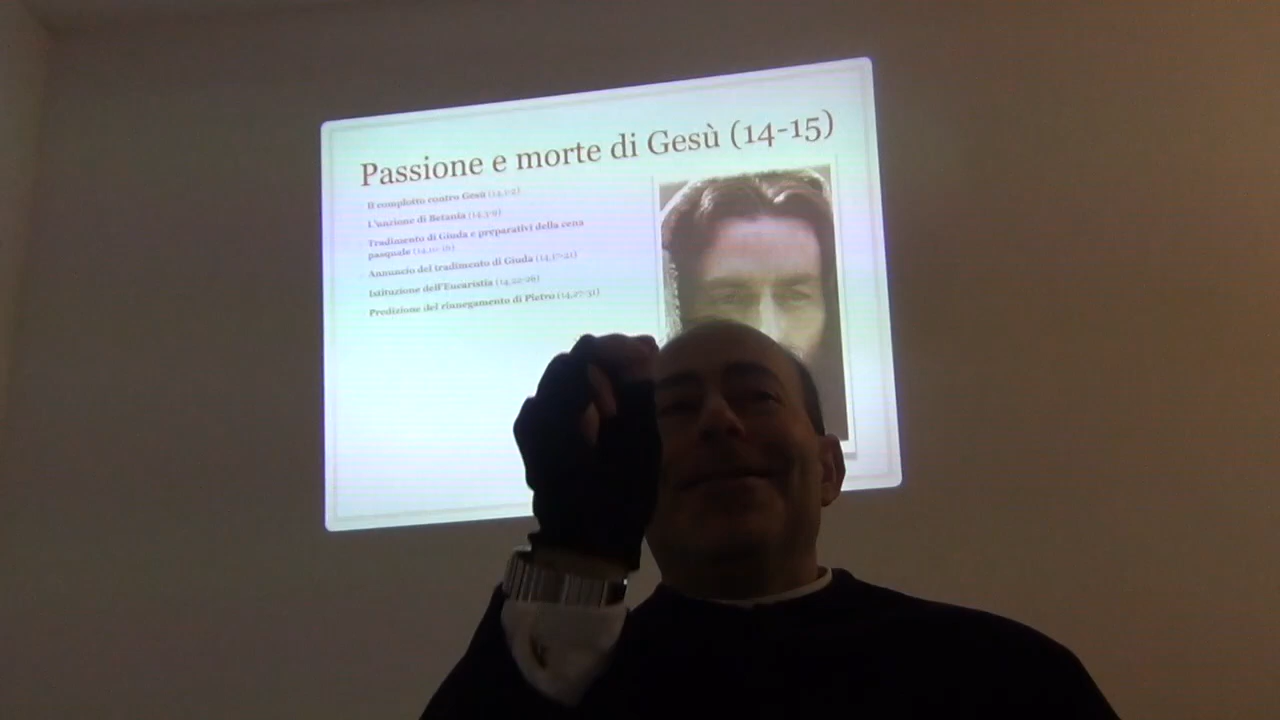 Passione e morte di Gesù (14-15)
Il complotto contro Gesù (14,1-2)
L'unzione di Betania (14,3-9)
Tradimento di Giuda e preparativi della cena
pasquale (14,10-16)
Annuncio del tradimento di Giuda (14,17-21)
Istituzione dell'Eucaristia (14,22-26)
Predizione del rinnegamento di Pietro (14,27-31)